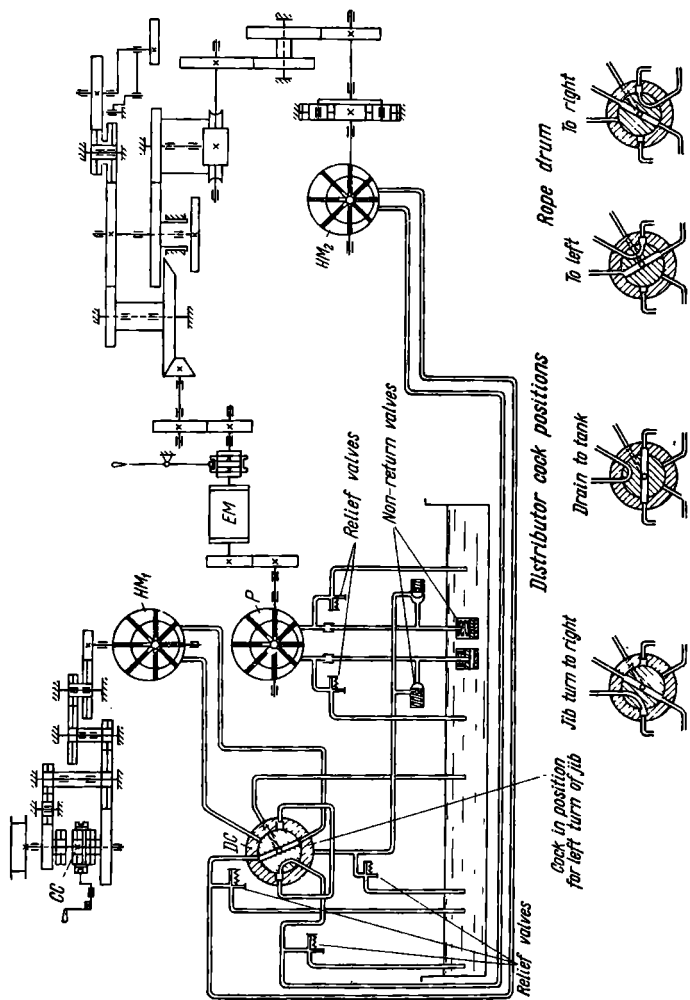 CC
HM₁
EM
HM₂
P
DC
Relief valves
Non-return valves
Relief valves
Cock in position
for left turn of jib
Distributor cock positions
Rope drum
Jib turn to right
Drain to tank
To left
To right